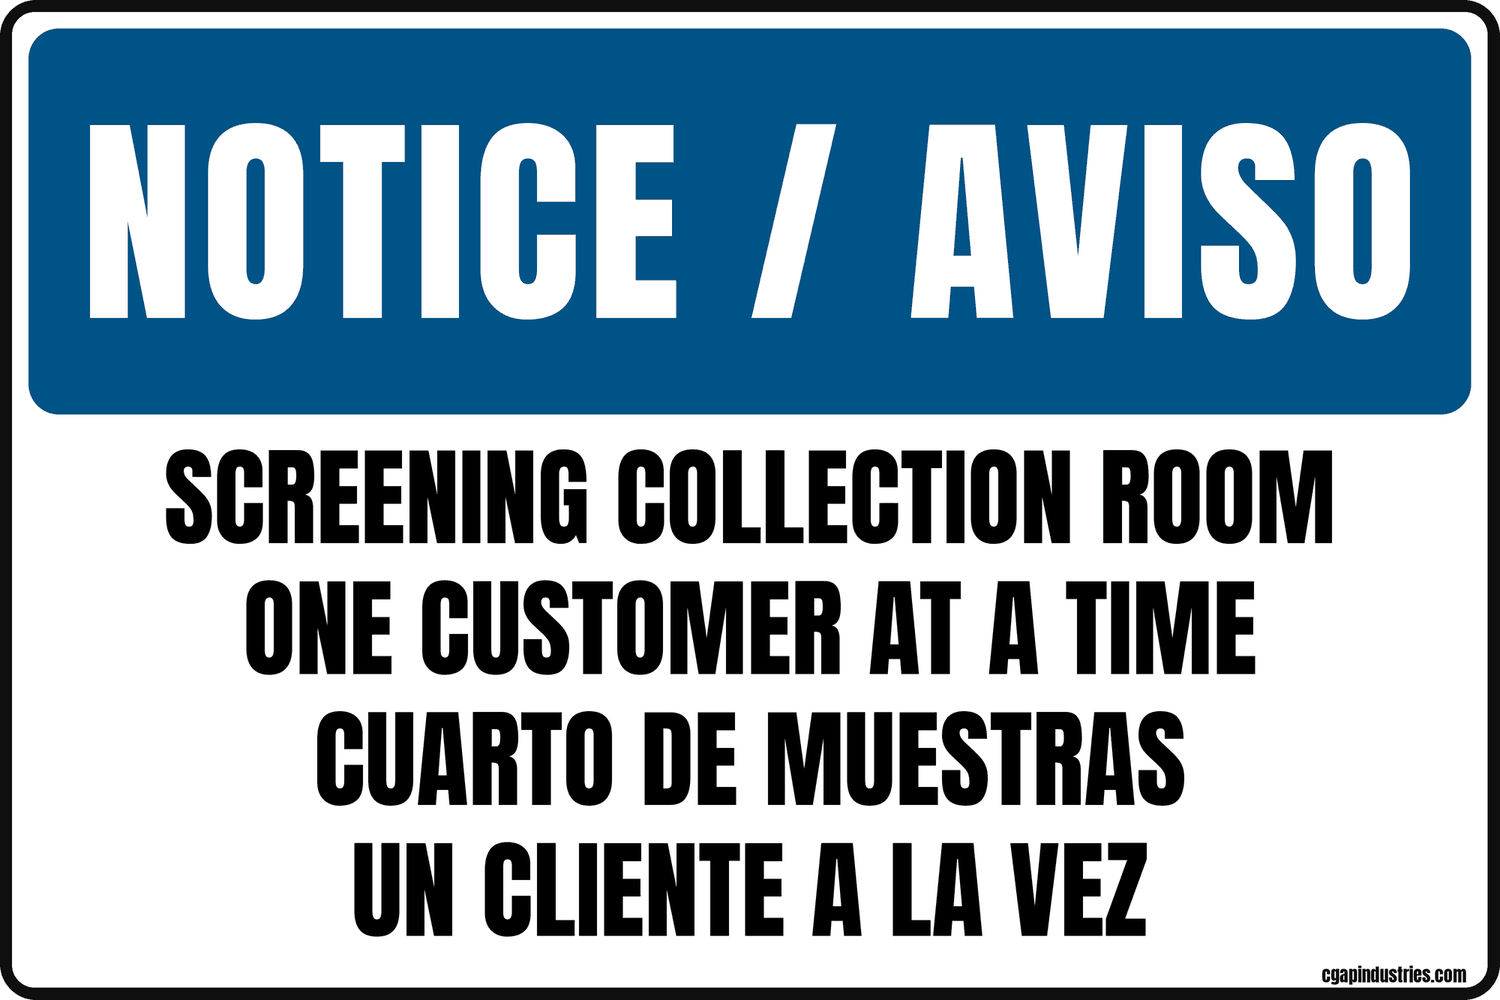 NOTICE / AVISO
SCREENING COLLECTION ROOM
ONE CUSTOMER AT A TIME
CUARTO DE MUESTRAS
UN CLIENTE A LA VEZ
cgapindustries.com